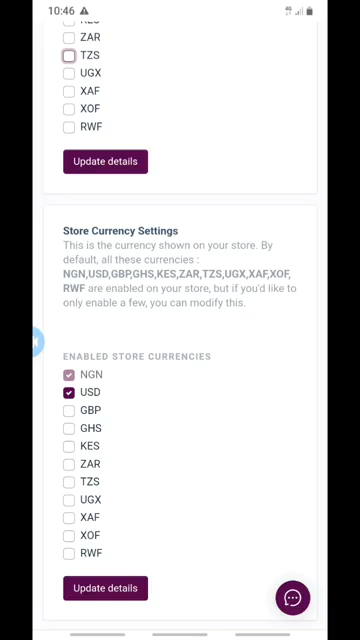 10:46
4G
ZAR
TZS
UGX
XAF
XOF
RWF
Update details
Store Currency Settings
This is the currency shown on your store. By
default, all these currencies :
NGN,USD,GBP,GHS,KES,ZAR,TZS,UGX,XAF,XOF,
RWF are enabled on your store, but if you'd like to
only enable a few, you can modify this.
ENABLED STORE CURRENCIES
NGN
USD
GBP
GHS
KES
ZAR
TZS
UGX
XAF
XOF
RWF
Update details